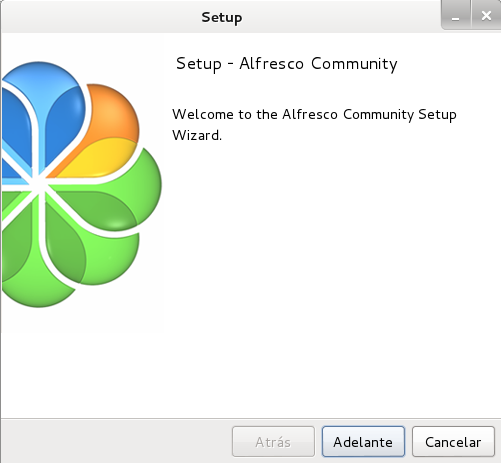 Setup
Setup - Alfresco Community
Welcome to the Alfresco Community Setup
Wizard.
Atrás
Adelante
Cancelar